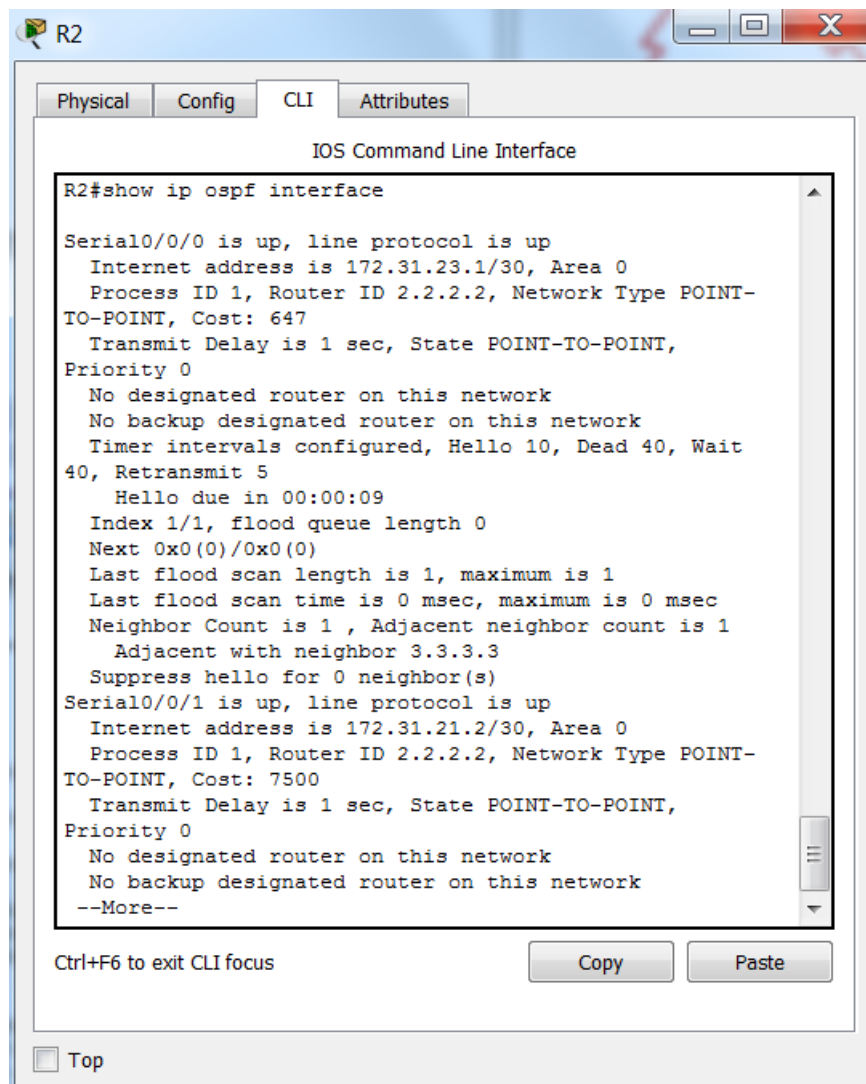 R2
Physical Config CLI Attributes
IOS Command Line Interface
R2#show ip ospf interface
Serial0/0/0 is up, line protocol is up
Internet address is 172.31.23.1/30, Area 0
Process ID 1, Router ID 2.2.2.2, Network Type POINT-
TO-POINT, Cost: 647
Transmit Delay is 1 sec, State POINT-TO-POINT,
Priority 0
No designated router on this network
No backup designated router on this network
Timer intervals configured, Hello 10, Dead 40, Wait
40, Retransmit 5
Hello due in 00:00:09
Index 1/1, flood queue length 0
Next 0x0(0)/0x0(0)
Last flood scan length is 1, maximum is 1
Last flood scan time is 0 msec, maximum is 0 msec
Neighbor Count is 1 , Adjacent neighbor count is 1
Adjacent with neighbor 3.3.3.3
Suppress hello for 0 neighbor(s)
Serial0/0/1 is up, line protocol is up
Internet address is 172.31.21.2/30, Area 0
Process ID 1, Router ID 2.2.2.2, Network Type POINT-
TO-POINT, Cost: 7500
Transmit Delay is 1 sec, State POINT-TO-POINT,
Priority 0
No designated router on this network
No backup designated router on this network
--More--
Ctrl+F6 to exit CLI focus
Copy Paste
Top